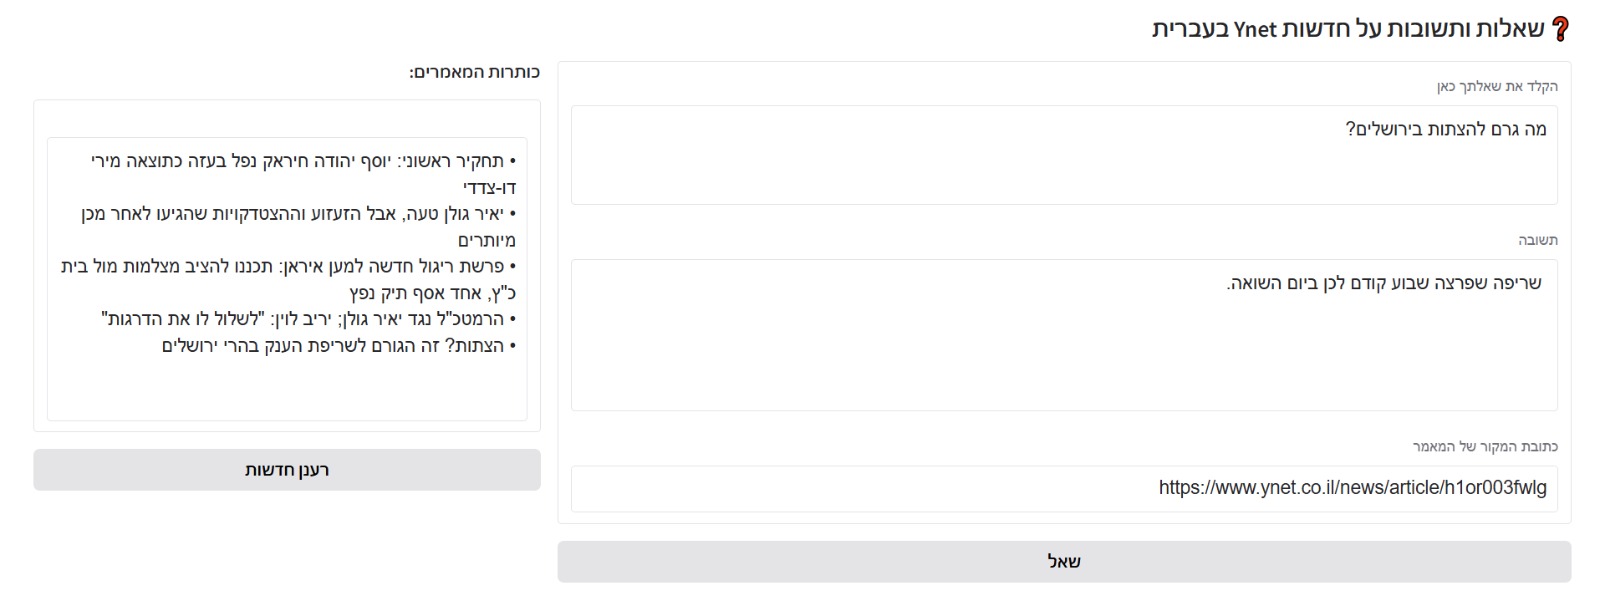 ❓ שאלות ותשובות על חדשות Ynet בעברית
הקלד את שאלתך כאן
מה גרם להצתות בירושלים?
תשובה
שריפה שפרצה שבוע קודם לכן ביום השואה.
כתובת המקור של המאמר
https://www.ynet.co.il/news/article/h1or003fwlg
שאל
כותרות המאמרים:
• תחקיר ראשוני: יוסף יהודה חיראק נפל בעזה כתוצאה מירי
דו-צדדי
• יאיר גולן טעה, אבל הזעזוע וההצטדקויות שהגיעו לאחר מכן
מיותרים
• פרשת ריגול חדשה למען איראן: תכננו להציב מצלמות מול בית
כ"ץ, אחד אסף תיק נפץ
• הרמטכ"ל נגד יאיר גולן; יריב לוין: "לשלול לו את הדרגות"
• הצתות? זה הגורם לשריפת הענק בהרי ירושלים
רענן חדשות